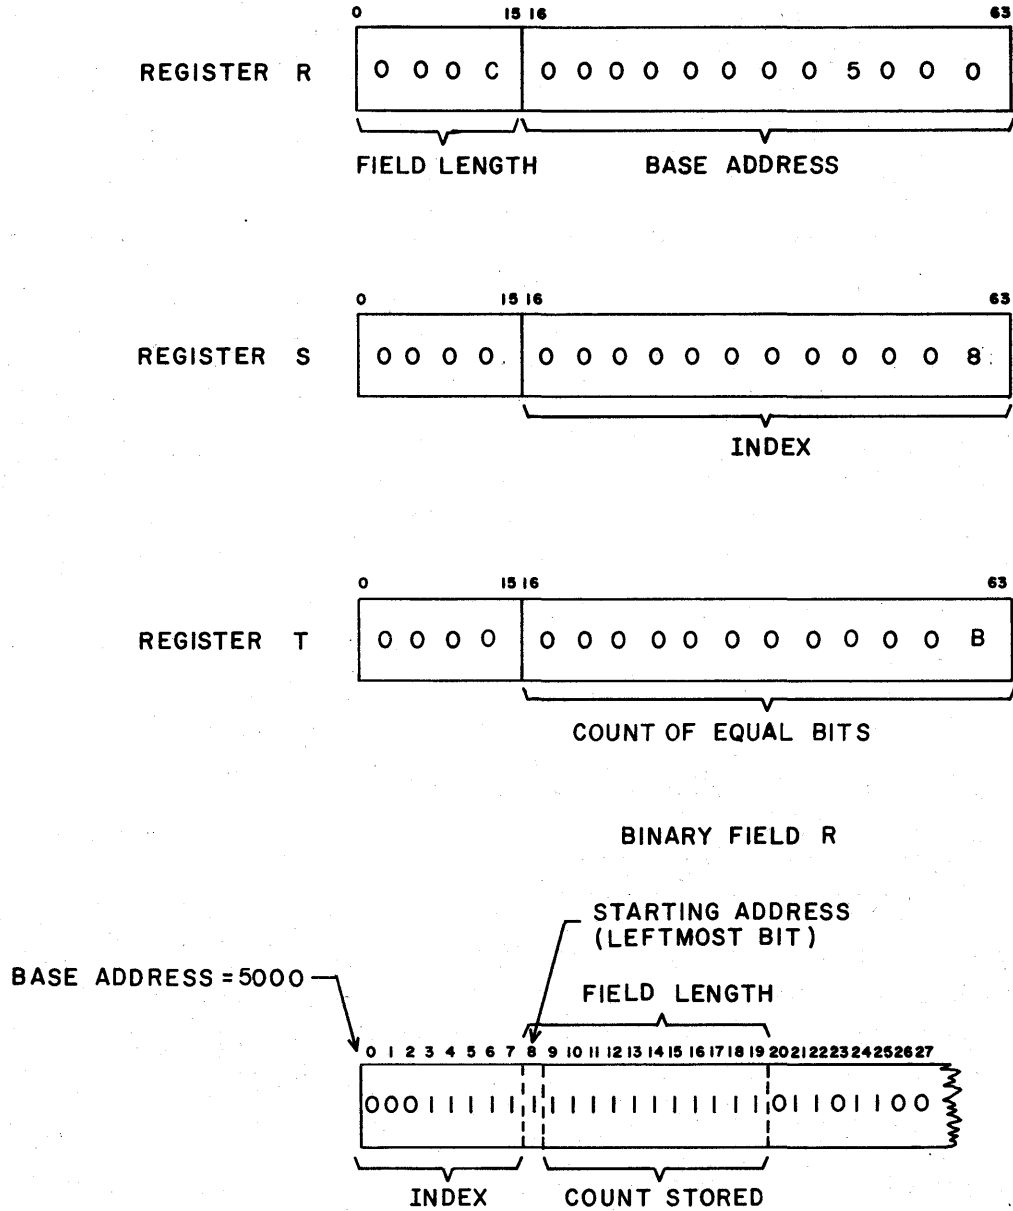 0 15 16 63
REGISTER R 0 0 0 C 0 0 0 0 0 0 0 0 5 0 0 0
FIELD LENGTH BASE ADDRESS
0 15 16 63
REGISTER S 0 0 0 0 0 0 0 0 0 0 0 0 0 0 0 8
INDEX
0 15 16 63
REGISTER T 0 0 0 0 0 0 0 0 0 0 0 0 0 0 0 B
COUNT OF EQUAL BITS
BINARY FIELD R
STARTING ADDRESS
(LEFTMOST BIT)
BASE ADDRESS = 5000
FIELD LENGTH
0 1 2 3 4 5 6 7 8 9 10 11 12 13 14 15 16 17 18 19 20 21 22 23 24 25 26 27
0 0 0 1 1 1 1 1 1 1 1 1 1 1 1 1 1 1 1 1 0 1 1 0 1 1 0 0
INDEX COUNT STORED